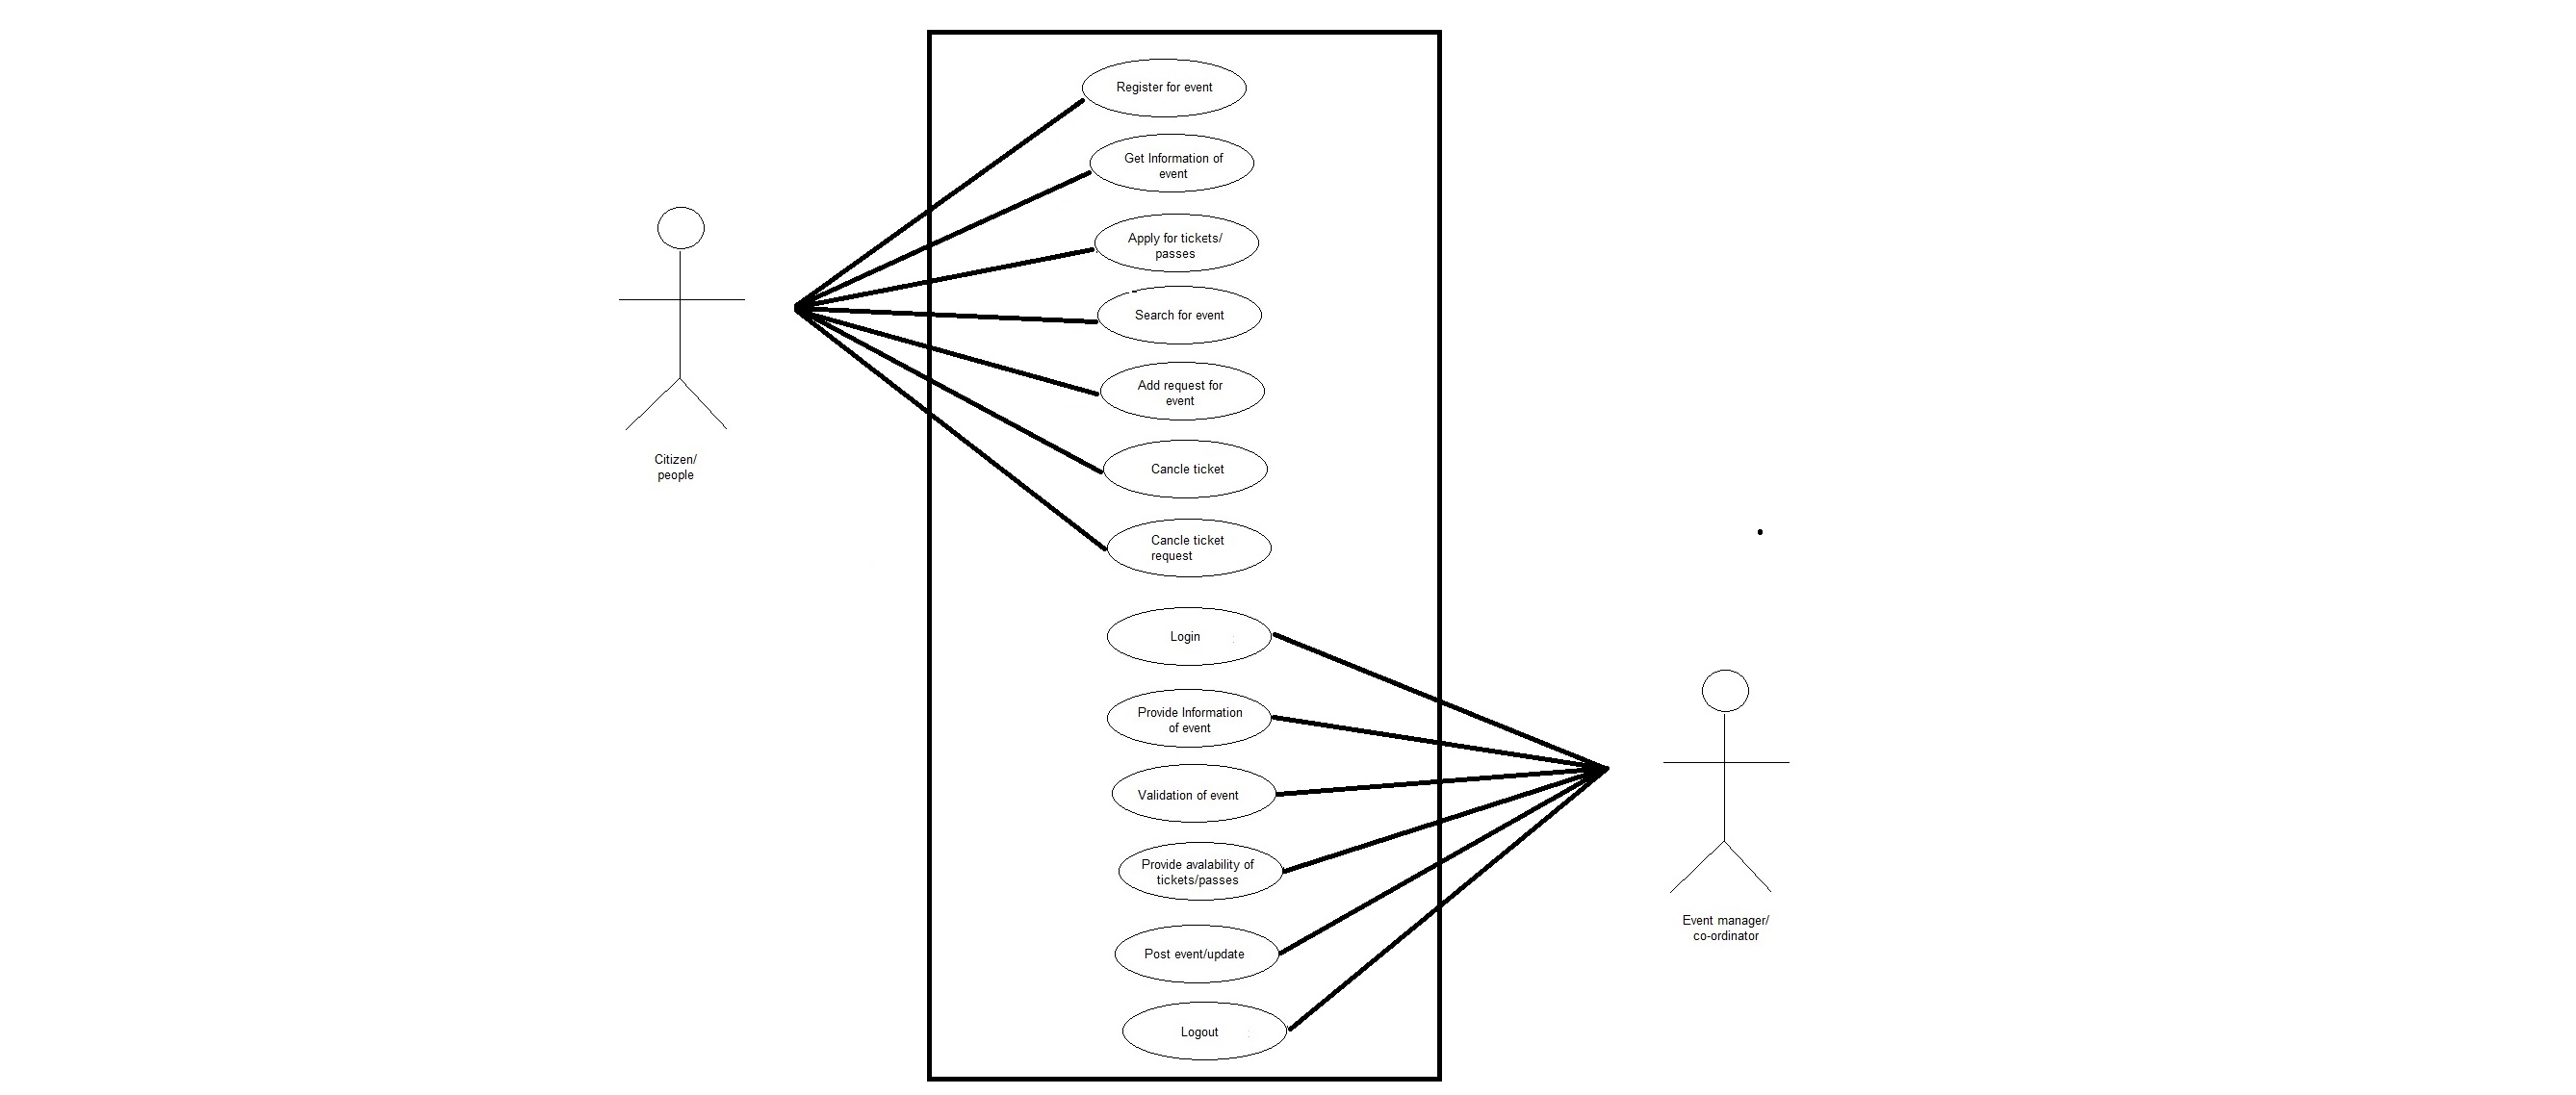 Register for event
Get Information of
event
Apply for tickets/
passes
Search for event
Add request for
event
Cancle ticket
Cancle ticket
request
Citizen/
people
Login
Provide Information
of event
Validation of event
Provide avalability of
tickets/passes
Post event/update
Logout
Event manager/
co-ordinator